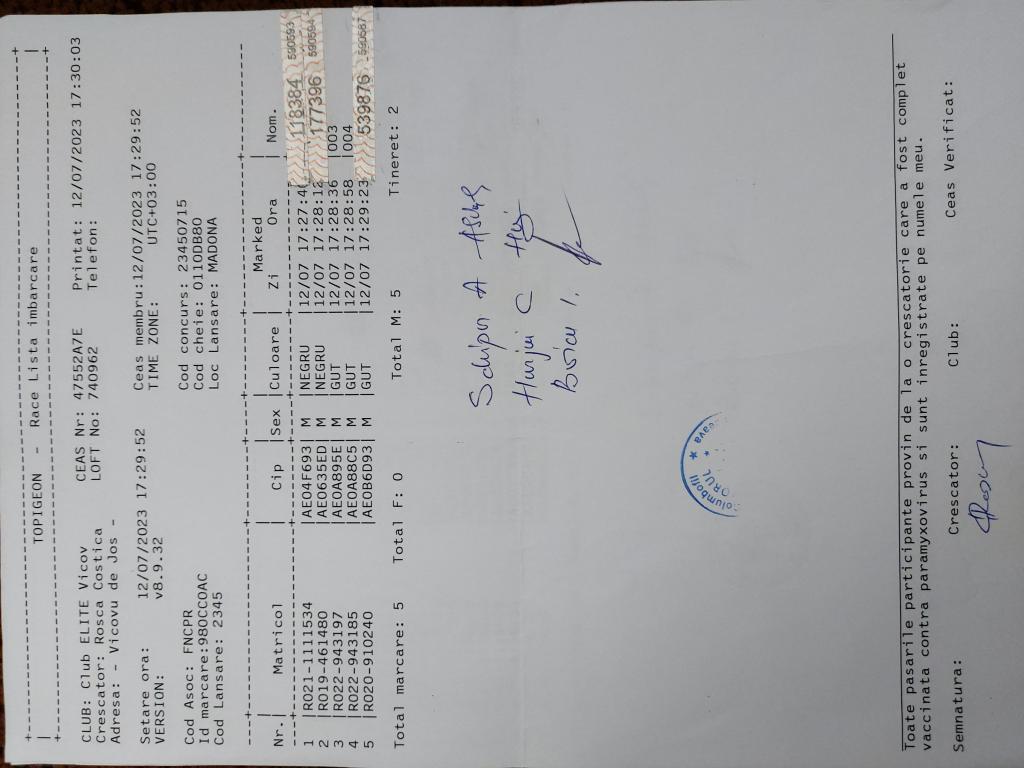 TOPIGEON - Race Lista imbarcare
CLUB: Club ELITE Vicov CEAS Nr: 47552A7E Printat: 12/07/2023 17:30:03
Crescator: Rosca Costica LOFT No: 740962 Telefon:
Adresa: - Vicovu de Jos -
Setare ora: 12/07/2023 17:29:52 Ceas membru:12/07/2023 17:29:52
VERSION: v8.9.32 TIME ZONE: UTC+03:00
Cod Asoc: FNCPR Cod concurs: 23450715
Id marcare:980CC0AC Cod cheie: 0110DB80
Cod Lansare: 2345 Loc Lansare: MADONA
Marked
Nr.| Matricol | Cip | Sex |Culoare | Zi Ora | Nom.
1 |RO21-1111534 |AE04F693| M |NEGRU |12/07 17:27:4 118384 590593
2 |RO19-461480 |AE0635ED| M |NEGRU |12/07 17:28:12 177396 590594
3 |RO22-943197 |AE0A895E| M |GUT |12/07 17:28:36 |003
4 |RO22-943185 |AE0A88C5| M |GUT |12/07 17:28:58 |004
5 |RO20-910240 |AE0B6D93| M |GUT |12/07 17:29:23 539876 590587
Total marcare: 5 Total F: 0 Total M: 5 Tineret: 2
A
C
I.
Columbofil
ORUL
Toate pasarile participante provin de la o crescatorie care a fost complet
vaccinata contra paramyxovirus si sunt inregistrate pe numele meu.
Semnatura: Crescator: Club: Ceas Verificat: